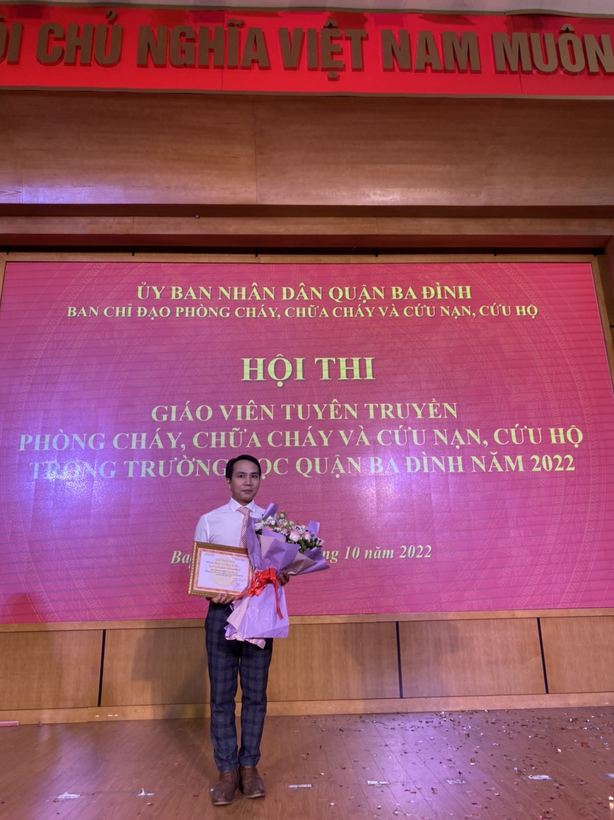 ỘI CHỦ NGHĨA VIỆT NAM MUÔN
ỦY BAN NHÂN DÂN QUẬN BA ĐÌNH
BAN CHỈ ĐẠO PHÒNG CHÁY, CHỮA CHÁY VÀ CỨU NẠN, CỨU HỘ
HỘI THI
GIÁO VIÊN TUYÊN TRUYỀN
PHÒNG CHÁY, CHỮA CHÁY VÀ CỨU NẠN, CỨU HỘ
TRONG TRƯỜNG ỌC QUẬN BA ĐÌNH NĂM 2022
10 năm 2022